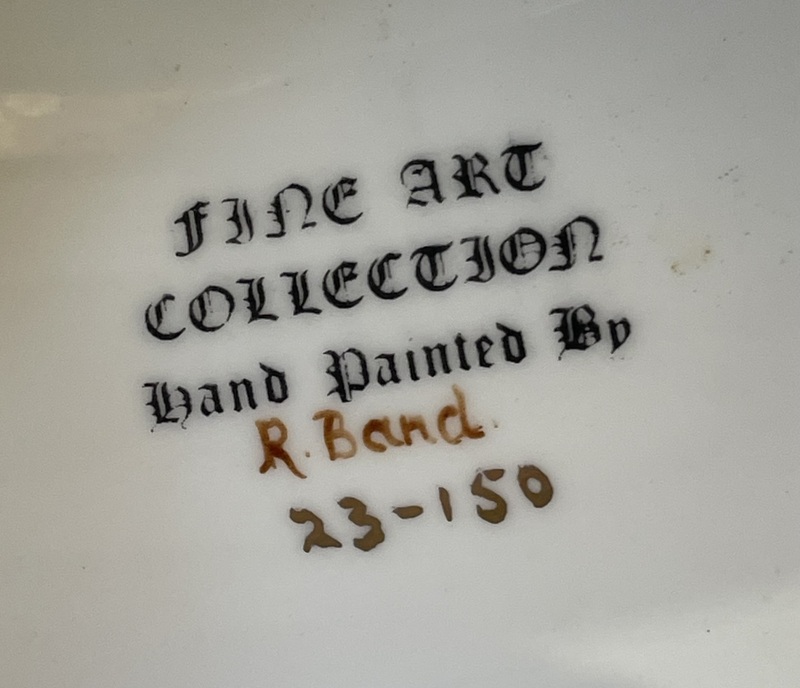 FINE ART
COLLECTION
Hand Painted By
R. Band.
23-150